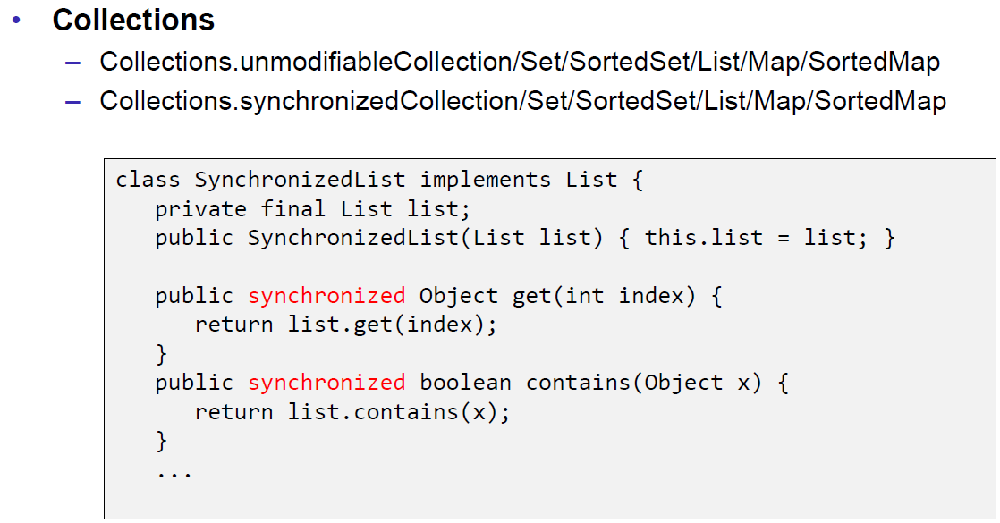 • Collections
– Collections.unmodifiableCollection/Set/SortedSet/List/Map/SortedMap
– Collections.synchronizedCollection/Set/SortedSet/List/Map/SortedMap
class SynchronizedList implements List {
   private final List list;
   public SynchronizedList(List list) { this.list = list; }
   public synchronized Object get(int index) {
      return list.get(index);
   }
   public synchronized boolean contains(Object x) {
      return list.contains(x);
   }
   ...